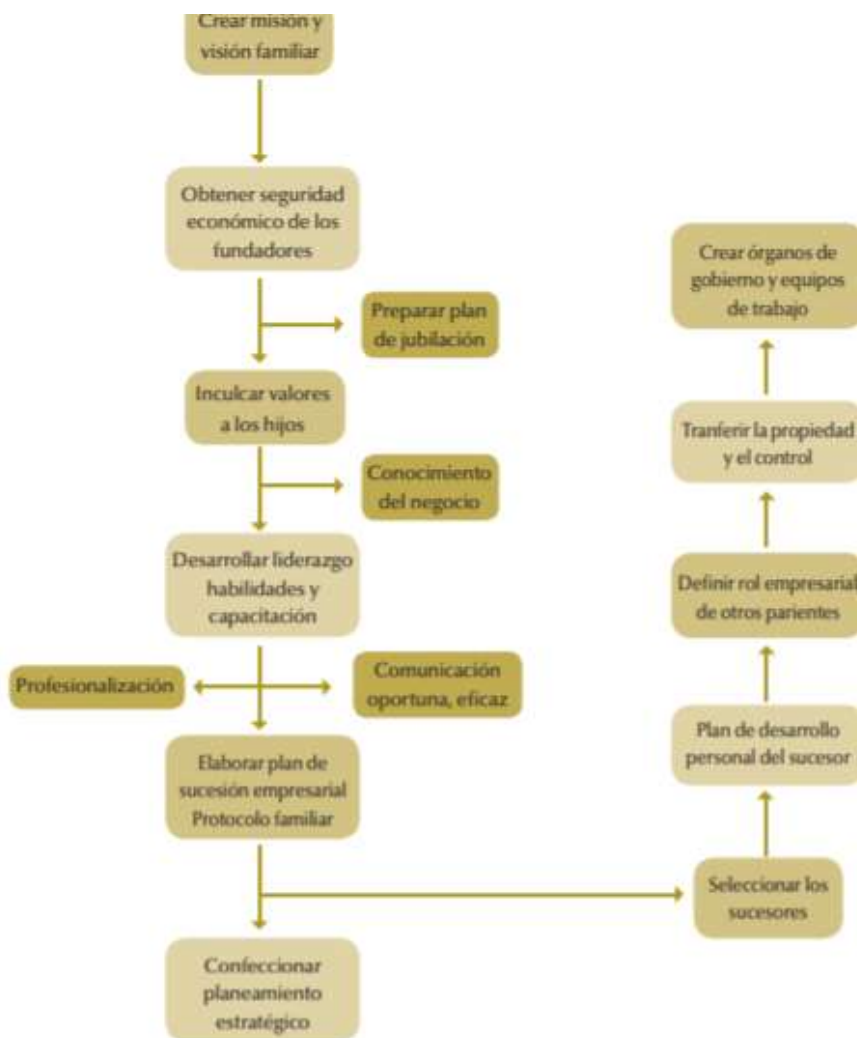 Crear misión y
visión familiar
Obtener seguridad
económico de los
fundadores
Preparar plan
de jubilación
Inculcar valores
a los hijos
Conocimiento
del negocio
Desarrollar liderazgo
habilidades y
capacitación
Profesionalización
Comunicación
oportuna, eficaz
Elaborar plan de
sucesión empresarial
Protocolo familiar
Confeccionar
planeamiento
estratégico
Crear órganos de
gobierno y equipos
de trabajo
Tranferir la propiedad
y el control
Definir rol empresarial
de otros parientes
Plan de desarrollo
personal del sucesor
Seleccionar los
sucesores